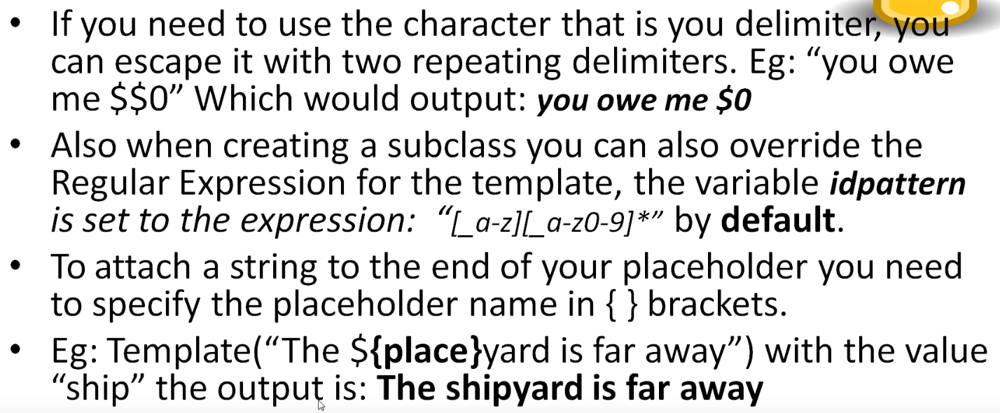 • If you need to use the character that is you delimiter, you
can escape it with two repeating delimiters. Eg: “you owe
me $$0” Which would output: you owe me $0
• Also when creating a subclass you can also override the
Regular Expression for the template, the variable idpattern
is set to the expression: “[_a-z][_a-z0-9]*” by default.
• To attach a string to the end of your placeholder you need
to specify the placeholder name in { } brackets.
• Eg: Template(“The ${place}yard is far away”) with the value
“ship” the output is: The shipyard is far away